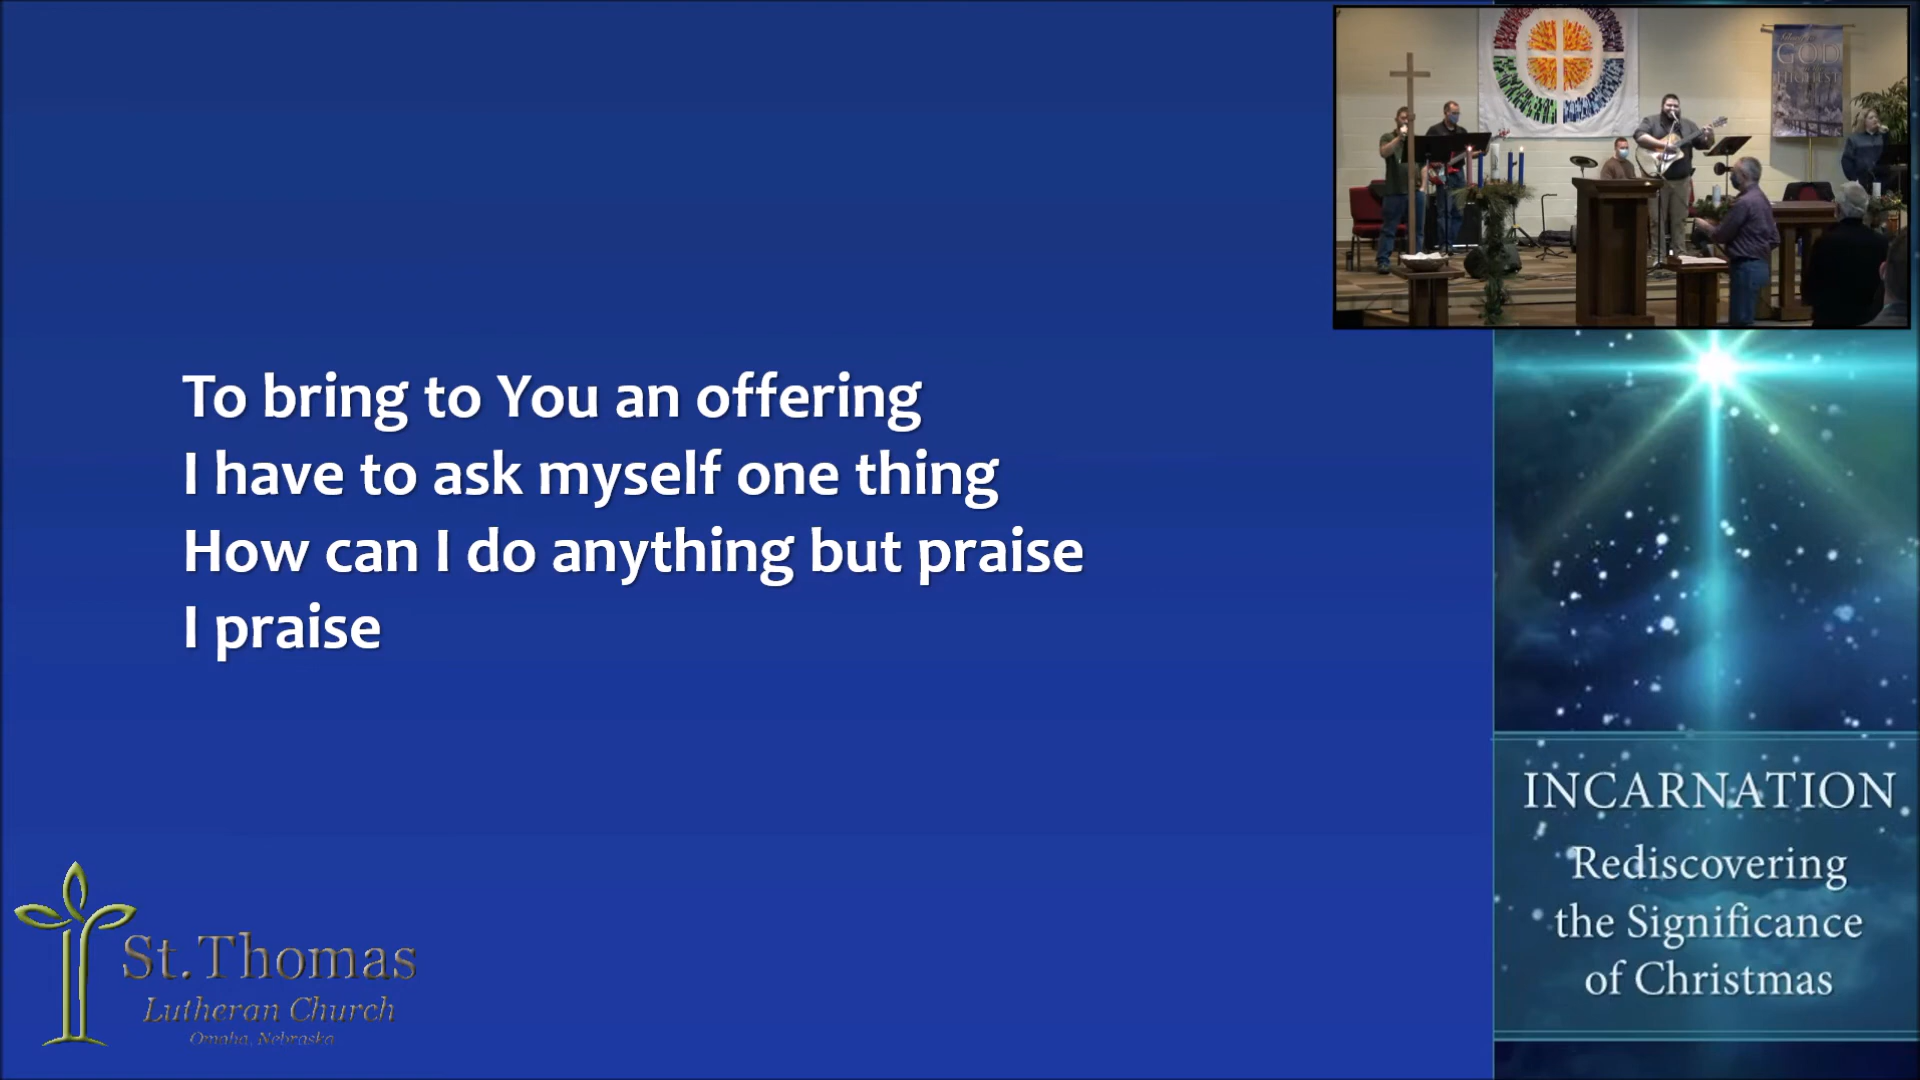 To bring to You an offering
I have to ask myself one thing
How can I do anything but praise
I praise
GOD
HIGHEST
INCARNATION
Rediscovering
the Significance
of Christmas
St. Thomas
Lutheran Church
Omaha, Nebraska